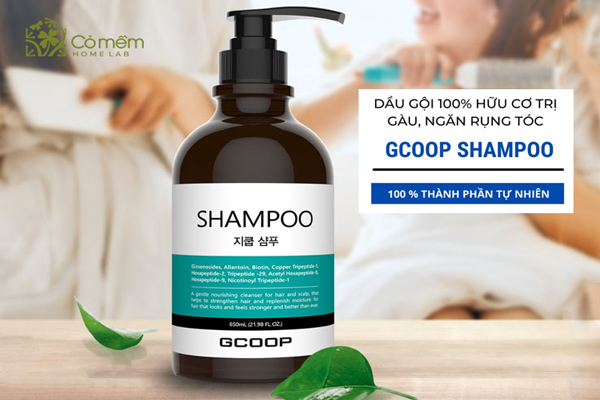 Cỏ mềm
HOME LAB
DẦU GỘI 100% HỮU CƠ TRỊ
GÀU, NGĂN RỤNG TÓC
GCOOP SHAMPOO
100 % THÀNH PHẦN TỰ NHIÊN
SHAMPOO
지쿱 샴푸
Ginsenosides, Allantoin, Biotin, Copper Tripeptide-1,
Hexapeptide-2, Tripeptide -29, Acetyl Hexapeptide-8,
Hexapeptide-9, Nicotinoyl Tripeptide-1
A gentle nourishing cleanser for hair and scalp, that
helps to strengthen hair and replenish moisture, for
hair that looks and feels stronger and better than ever
650mL (21.98 FL.OZ.)
GCOOP